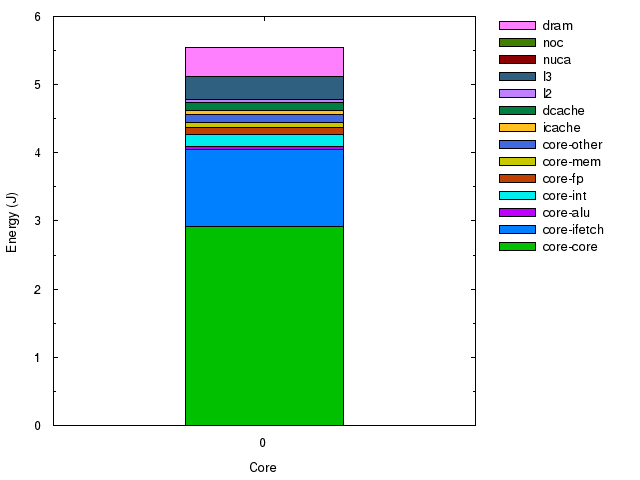 6
5
4
3
2
1
0
Energy (J)
0
Core
dram
noc
nuca
l3
l2
dcache
icache
core-other
core-mem
core-fp
core-int
core-alu
core-ifetch
core-core